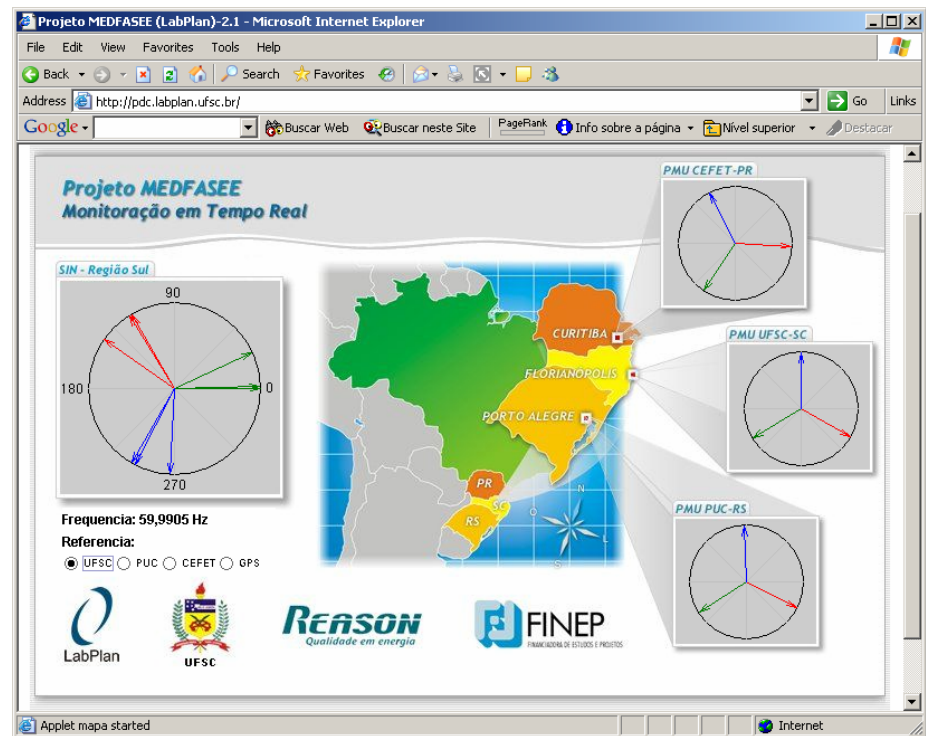 Projeto MEDFASEE (LabPlan)-2.1 - Microsoft Internet Explorer
File Edit View Favorites Tools Help
Back Search Favorites
Address http://pdc.labplan.ufsc.br/ Go Links
Google Buscar Web Buscar neste Site PageRank Info sobre a página Nível superior Destacar
Projeto MEDFASEE
Monitoração em Tempo Real
PMU CEFET-PR
SIN - Região Sul
90
180
0
270
CURITIBA
FLORIANOPOLIS
PORTO ALEGRE
PR
SC
RS
N
O
L
S
PMU UFSC-SC
PMU PUC-RS
Frequencia: 59,9905 Hz
Referencia:
UFSC PUC CEFET GPS
LabPlan
UFSC
REASON
Qualidade em energia
FINEP
FINANCIADORA DE ESTUDOS E PROJETOS
Applet mapa started
Internet